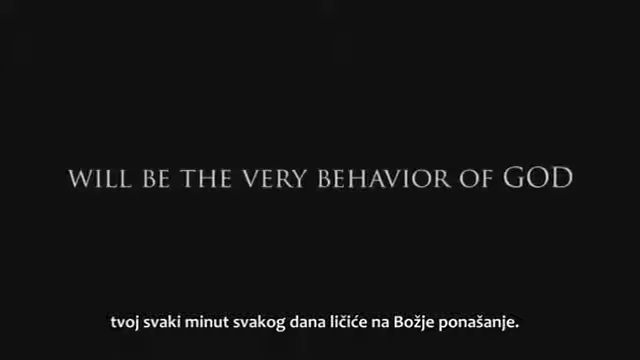 WILL BE THE VERY BEHAVIOR OF GOD
tvoj svaki minut svakog dana ličiće na Božje ponašanje.